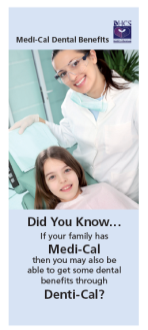 Medi-Cal Dental Benefits
DHCS
Did You Know...
If your family has
Medi-Cal
then you may also be
able to get some dental
benefits through
Denti-Cal?